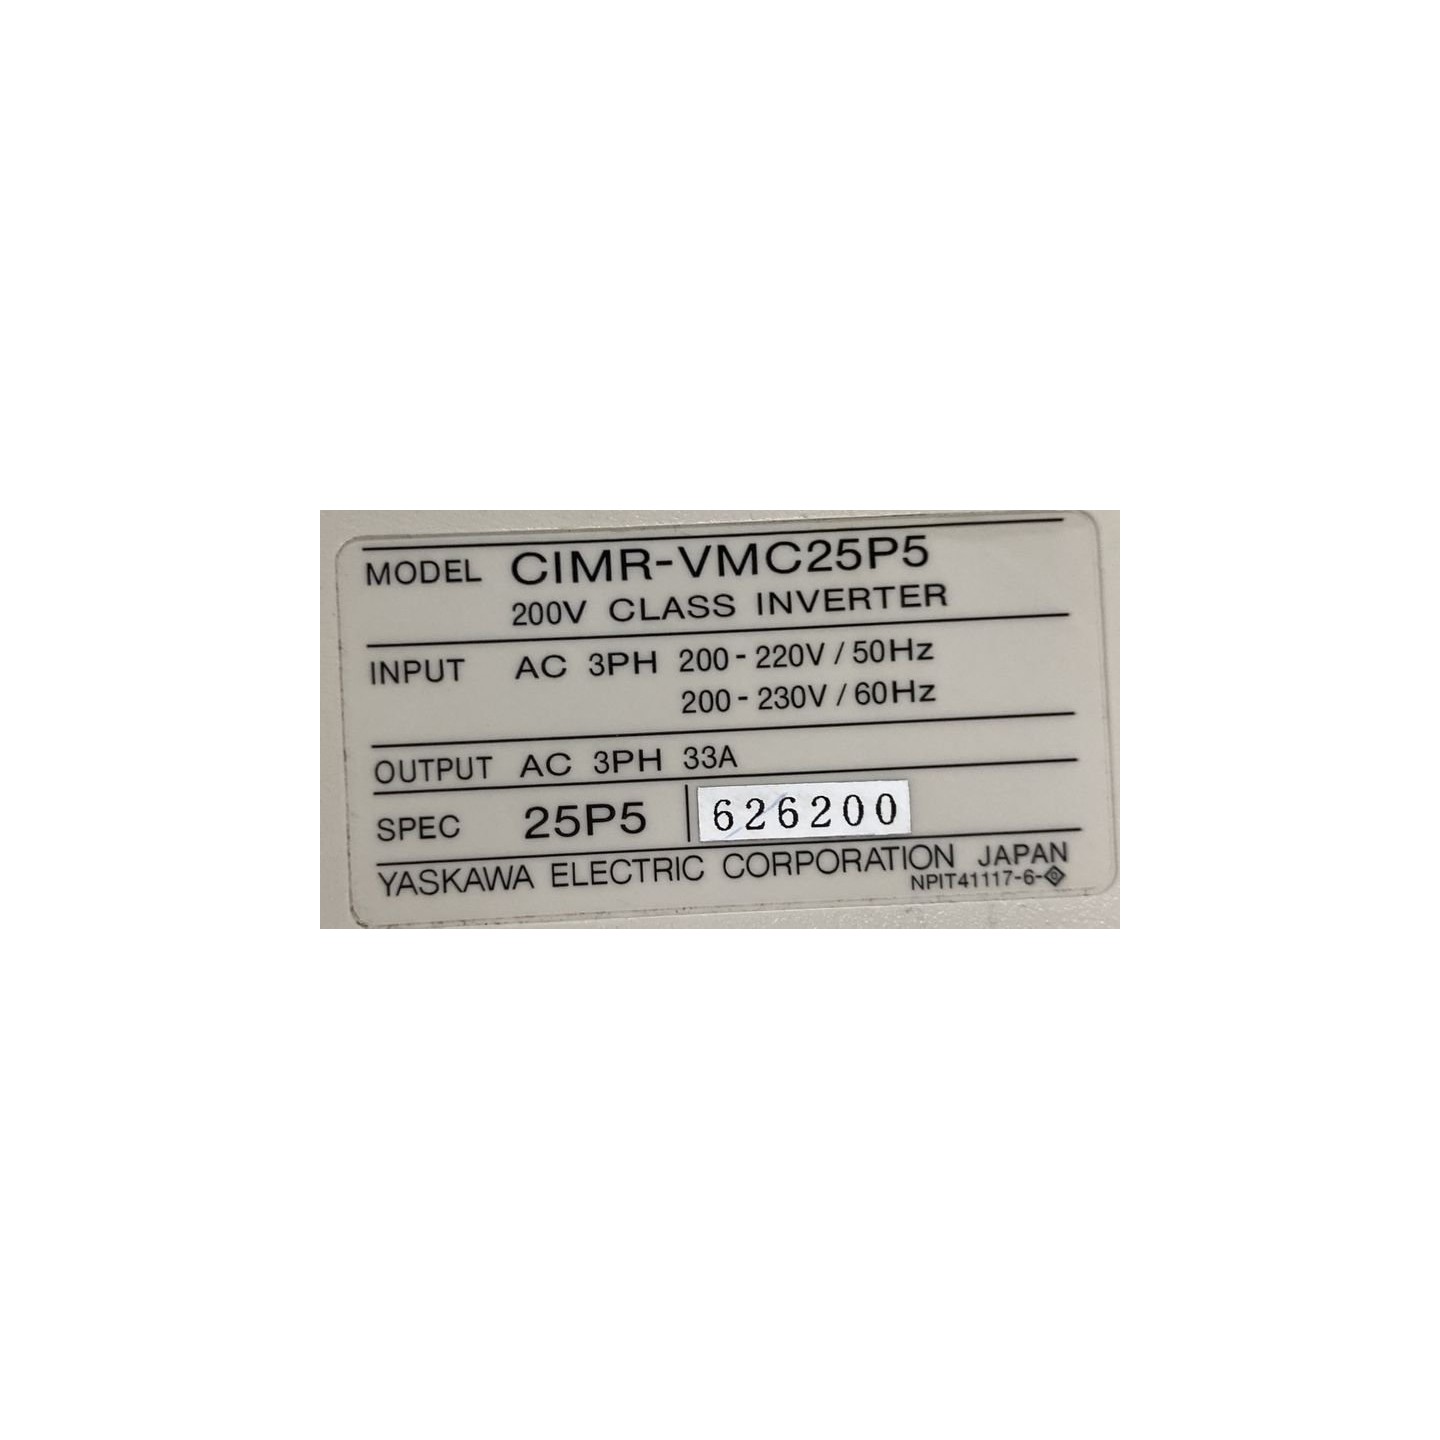 MODEL CIMR-VMC25P5
200V CLASS INVERTER
INPUT AC 3PH 200-220V/50Hz
200-230V/60Hz
OUTPUT AC 3PH 33A
SPEC 25P5 626200
YASKAWA ELECTRIC CORPORATION JAPAN
NPIT41117-6-